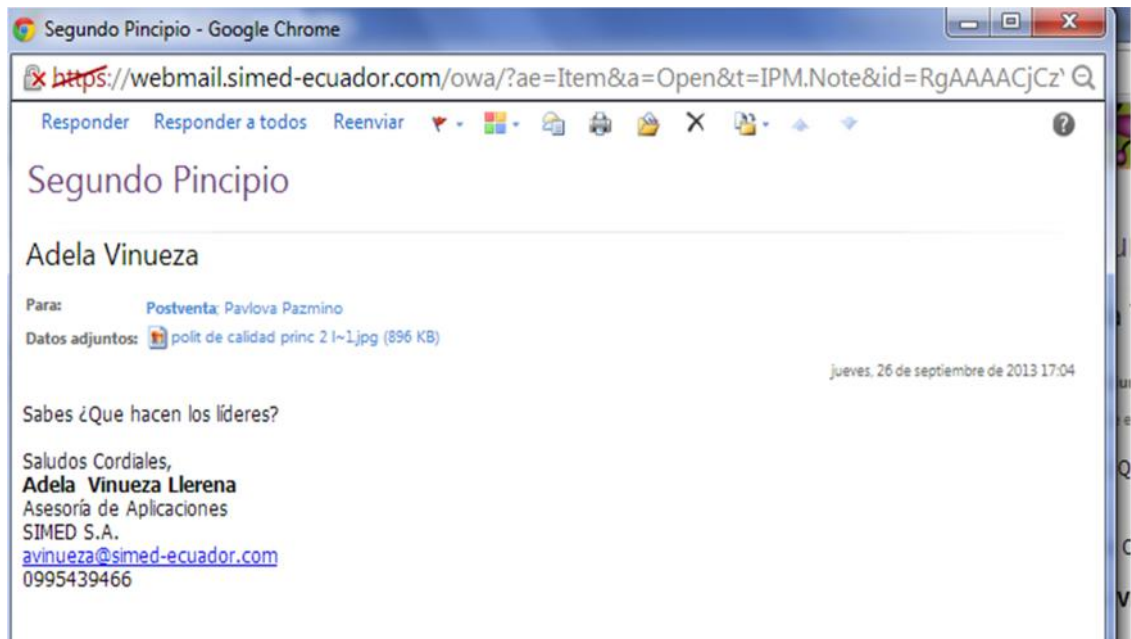 Segundo Pincipio - Google Chrome
https://webmail.simed-ecuador.com/owa/?ae=Item&a=Open&t=IPM.Note&id=RgAAAACjCz
Responder Responder a todos Reenviar
Segundo Pincipio
Adela Vinueza
Para: Postventa; Pavlova Pazmino
Datos adjuntos: polit de calidad princ 2 l~1.jpg (896 KB)
jueves, 26 de septiembre de 2013 17:04
Sabes ¿Que hacen los líderes?
Saludos Cordiales,
Adela Vinueza Llerena
Asesoría de Aplicaciones
SIMED S.A.
avinueza@simed-ecuador.com
0995439466